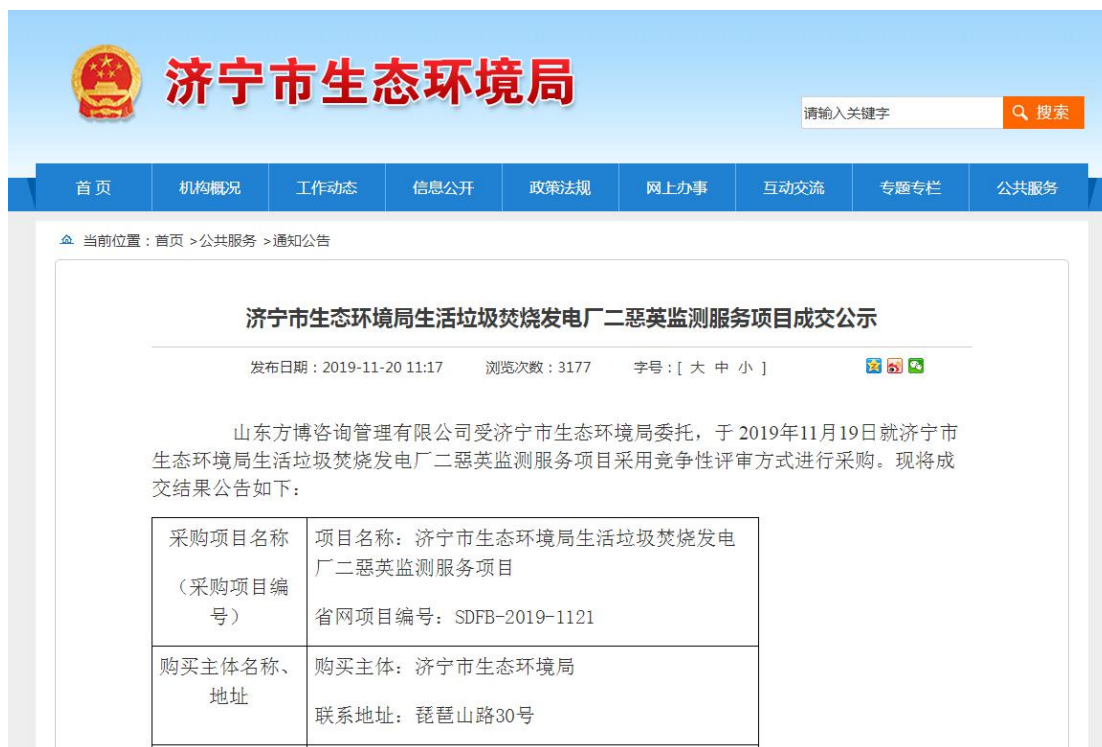 济宁市生态环境局
请输入关键字
搜索
首页 机构概况 工作动态 信息公开 政策法规 网上办事 互动交流 专题专栏 公共服务
当前位置：首页 >公共服务 >通知公告
济宁市生态环境局生活垃圾焚烧发电厂二恶英监测服务项目成交公示
发布日期：2019-11-20 11:17 浏览次数：3177 字号：[ 大 中 小 ]
山东方博咨询管理有限公司受济宁市生态环境局委托，于 2019年11月19日就济宁市
生态环境局生活垃圾焚烧发电厂二噁英监测服务项目采用竞争性评审方式进行采购。现将成
交结果公告如下：
采购项目名称
（采购项目编
号）
项目名称：济宁市生态环境局生活垃圾焚烧发电
厂二噁英监测服务项目
省网项目编号：SDFB-2019-1121
购买主体名称、
地址
购买主体：济宁市生态环境局
联系地址：琵琶山路30号